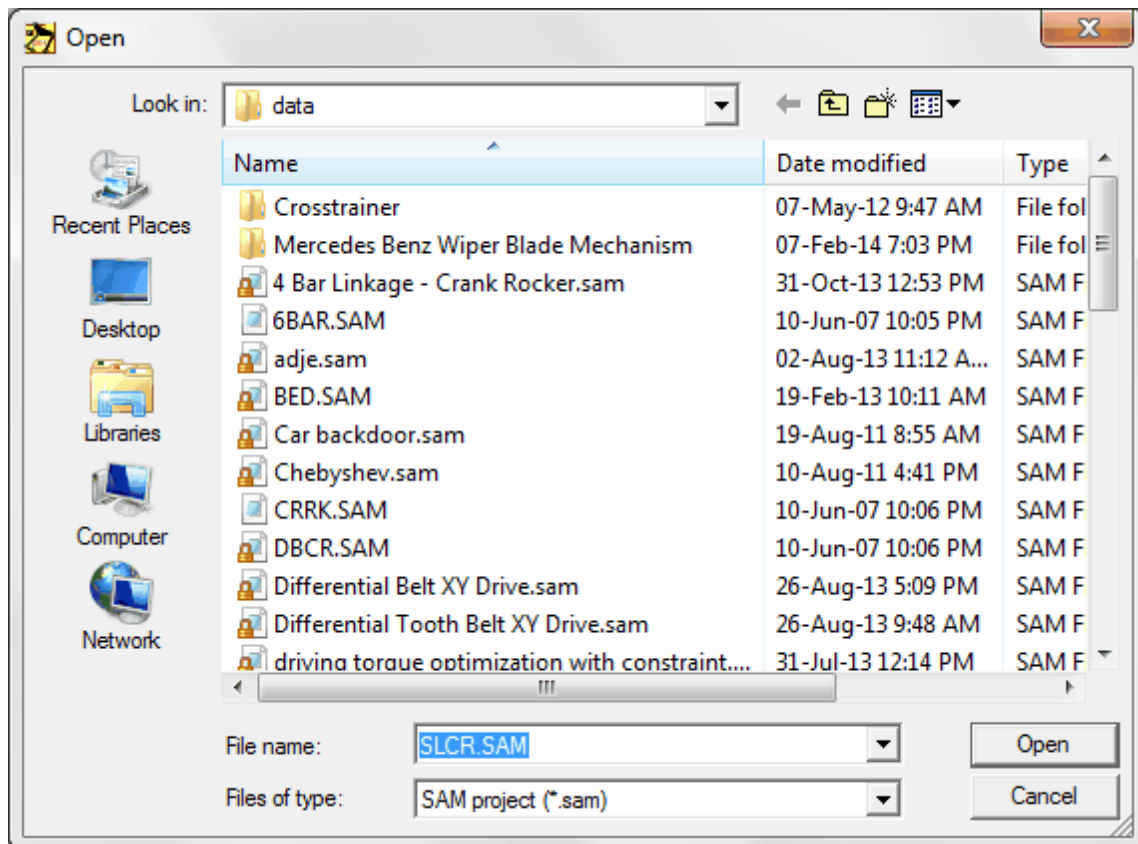 Open
Look in: data
Name Date modified Type
Recent Places
Desktop
Libraries
Computer
Network
Crosstrainer 07-May-12 9:47 AM File fol
Mercedes Benz Wiper Blade Mechanism 07-Feb-14 7:03 PM File fol
4 Bar Linkage - Crank Rocker.sam 31-Oct-13 12:53 PM SAM F
6BAR.SAM 10-Jun-07 10:05 PM SAM F
adje.sam 02-Aug-13 11:12 A... SAM F
BED.SAM 19-Feb-13 10:11 AM SAM F
Car backdoor.sam 19-Aug-11 8:55 AM SAM F
Chebyshev.sam 10-Aug-11 4:41 PM SAM F
CRRK.SAM 10-Jun-07 10:06 PM SAM F
DBCR.SAM 10-Jun-07 10:06 PM SAM F
Differential Belt XY Drive.sam 26-Aug-13 5:09 PM SAM F
Differential Tooth Belt XY Drive.sam 26-Aug-13 9:48 AM SAM F
driving torque optimization with constraint.... 31-Jul-13 12:14 PM SAM F
File name: SLCR.SAM Open
Files of type: SAM project (*.sam) Cancel